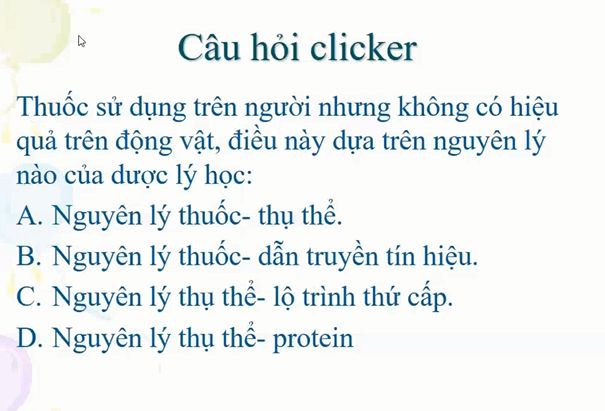 Câu hỏi clicker
Thuốc sử dụng trên người nhưng không có hiệu
quả trên động vật, điều này dựa trên nguyên lý
nào của dược lý học:
A. Nguyên lý thuốc- thụ thể.
B. Nguyên lý thuốc- dẫn truyền tín hiệu.
C. Nguyên lý thụ thể- lộ trình thứ cấp.
D. Nguyên lý thụ thể- protein